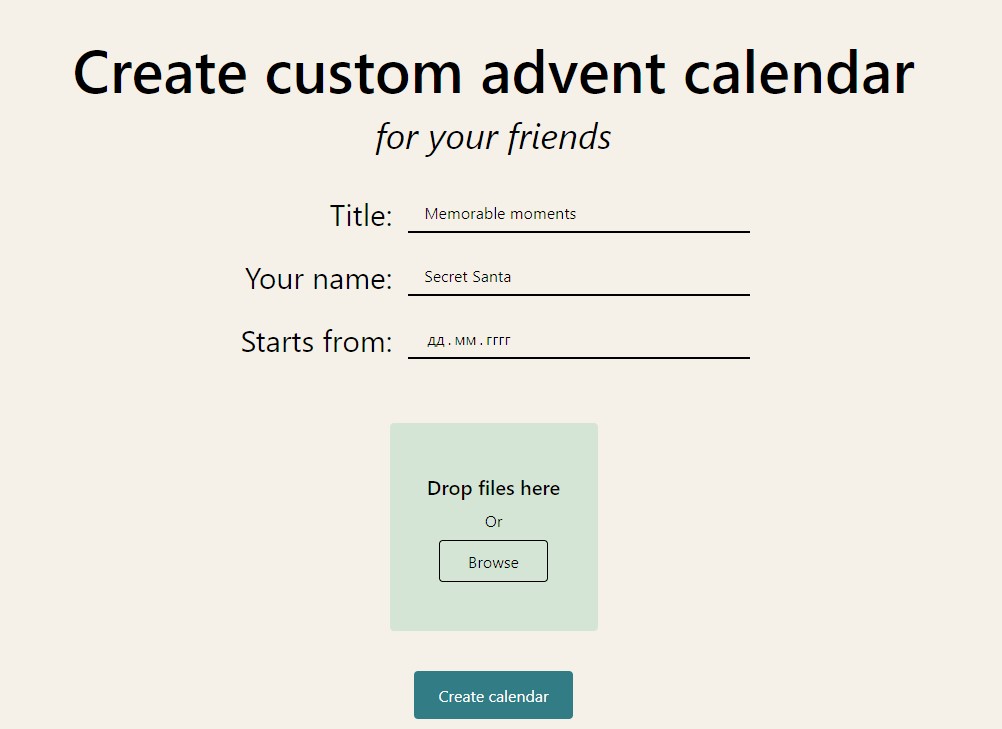 Create custom advent calendar
for your friends
Title: Memorable moments
Your name: Secret Santa
Starts from: дд.мм.гггг
Drop files here
Or
Browse
Create calendar